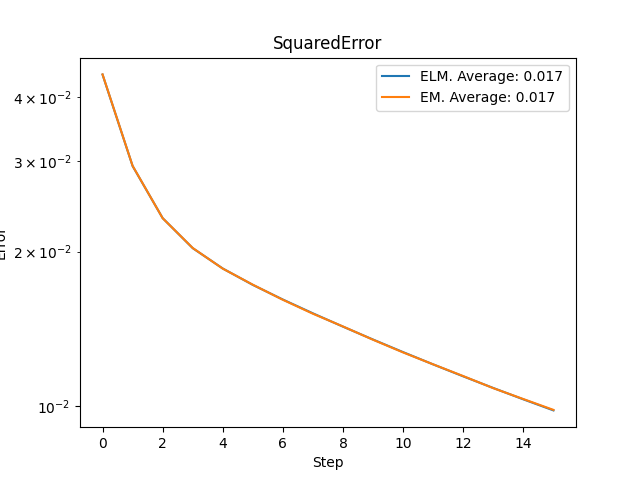 SquaredError
ELM. Average: 0.017
EM. Average: 0.017
4 × 10⁻²
3 × 10⁻²
2 × 10⁻²
10⁻²
Error
0 2 4 6 8 10 12 14
Step